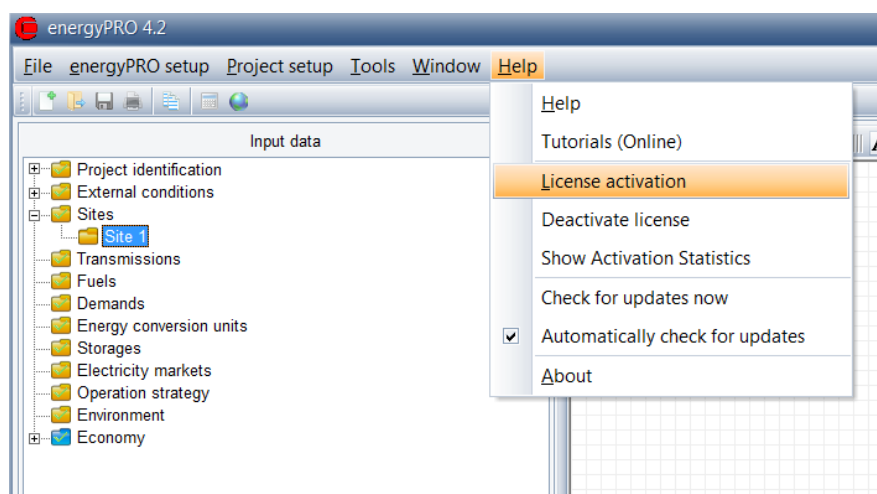 energyPRO 4.2
File energyPRO setup Project setup Tools Window Help
Input data
Project identification
External conditions
Sites
Site 1
Transmissions
Fuels
Demands
Energy conversion units
Storages
Electricity markets
Operation strategy
Environment
Economy
Help
Tutorials (Online)
License activation
Deactivate license
Show Activation Statistics
Check for updates now
Automatically check for updates
About